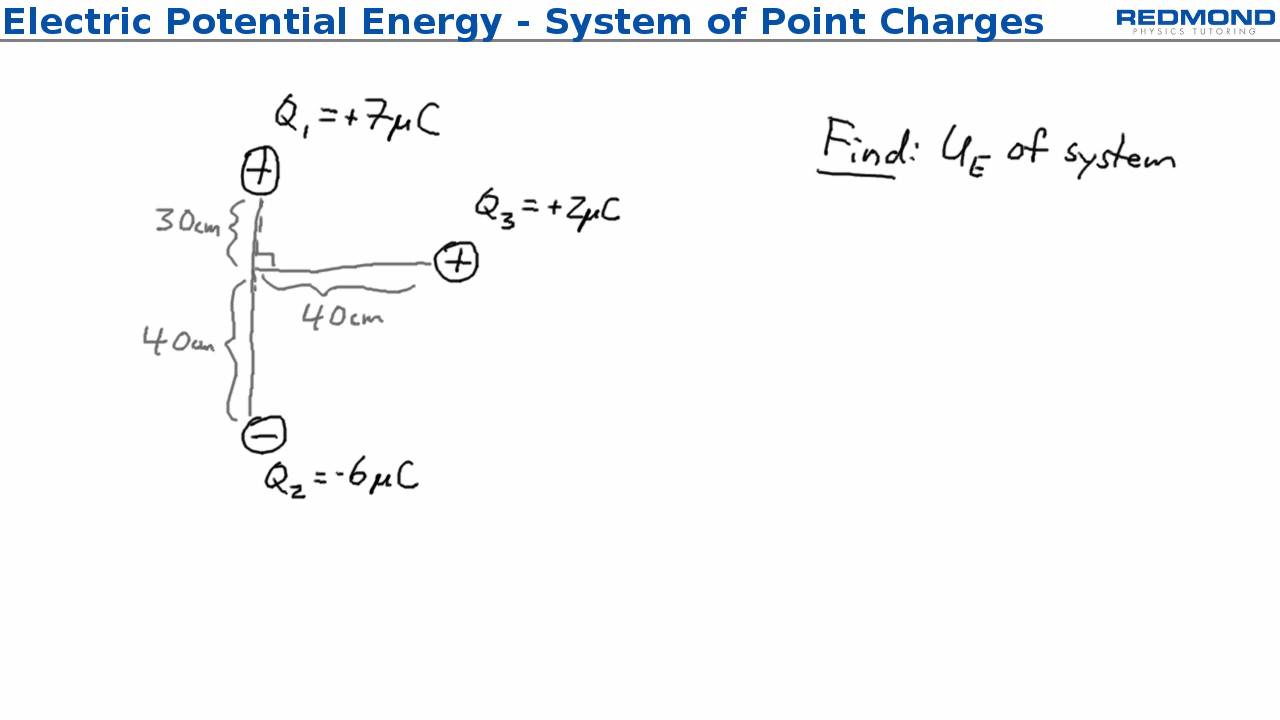 Electric Potential Energy - System of Point Charges
REDMOND
PHYSICS TUTORING
Q₁ = +7μC
Find: U_E of system
+
30cm
Q₃ = +2μC
+
40cm
40cm
-
Q₂ = -6μC